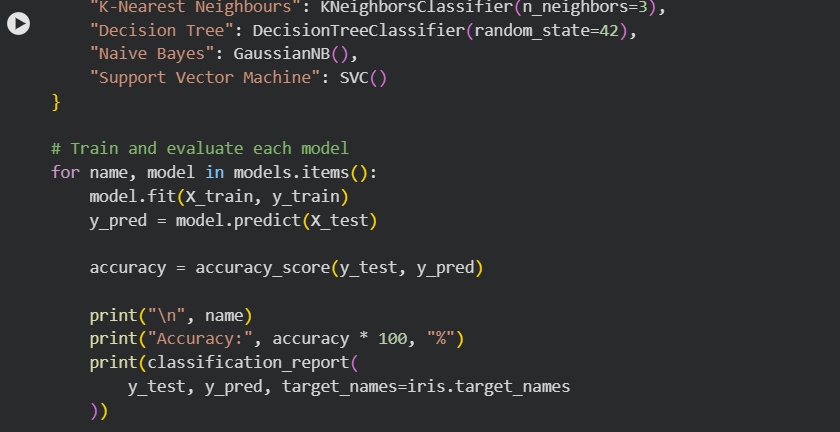 "K-Nearest Neighbours": KNeighborsClassifier(n_neighbors=3),
"Decision Tree": DecisionTreeClassifier(random_state=42),
"Naive Bayes": GaussianNB(),
"Support Vector Machine": SVC()
}
# Train and evaluate each model
for name, model in models.items():
model.fit(X_train, y_train)
y_pred = model.predict(X_test)
accuracy = accuracy_score(y_test, y_pred)
print("\n", name)
print("Accuracy:", accuracy * 100, "%")
print(classification_report(
y_test, y_pred, target_names=iris.target_names
))